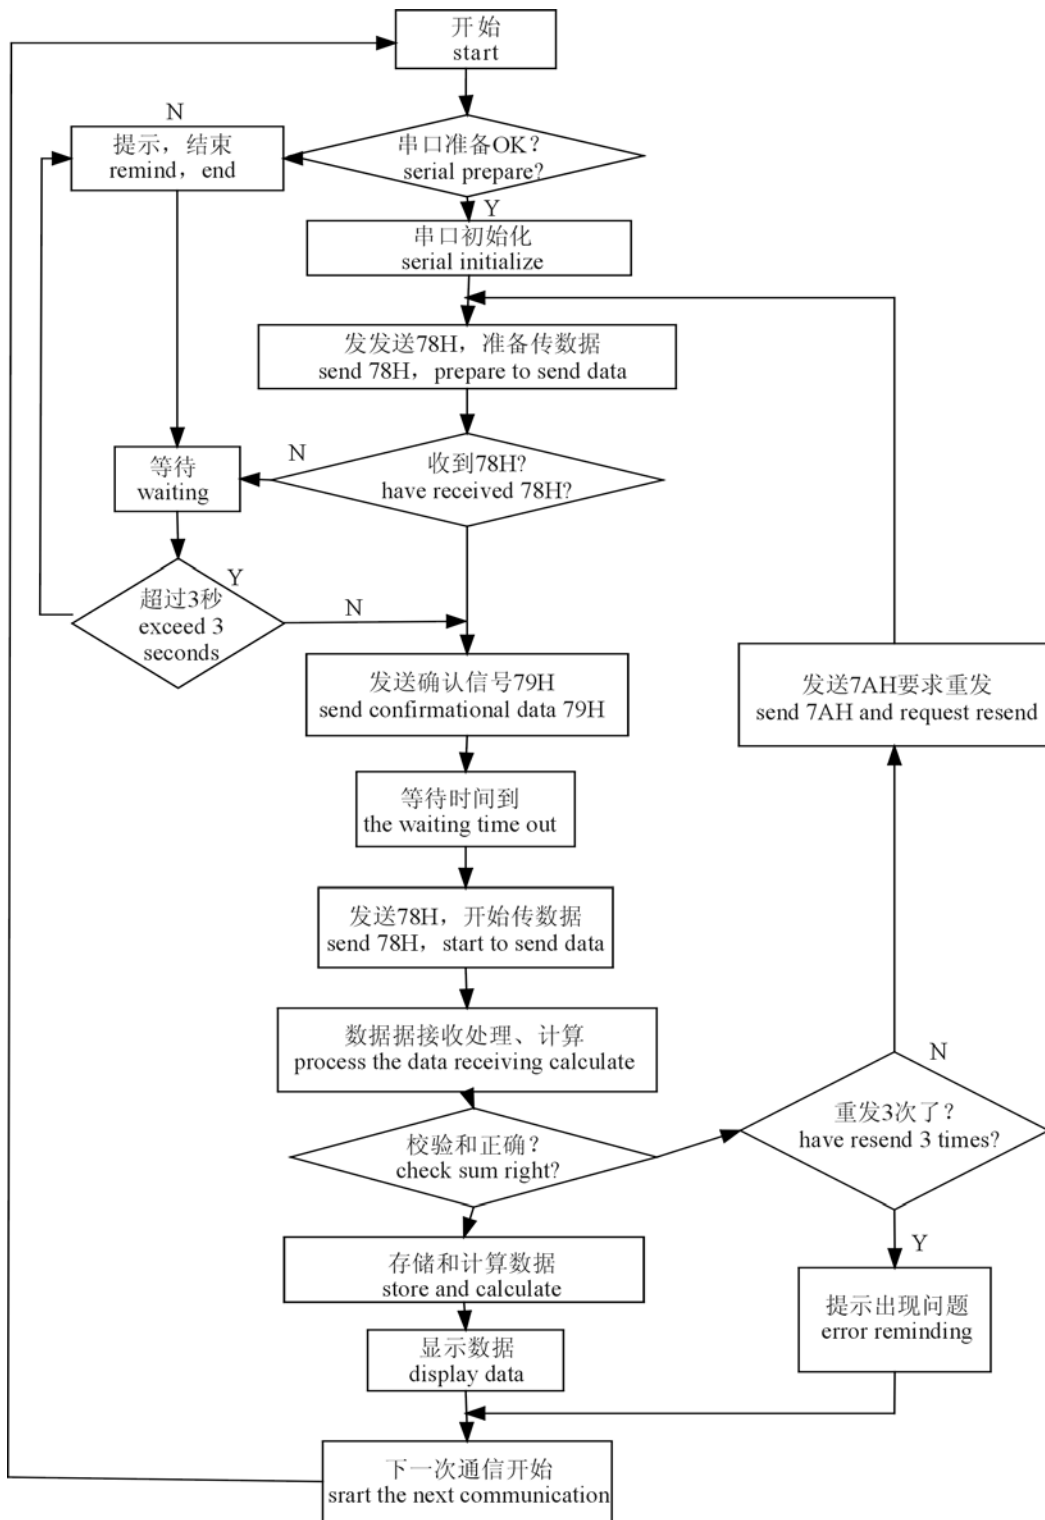 开始
start
N
提示，结束
remind，end
串口准备OK？
serial prepare?
Y
串口初始化
serial initialize
发发送78H，准备传数据
send 78H，prepare to send data
N
等待
waiting
收到78H?
have received 78H?
Y
超过3秒
exceed 3
seconds
N
发送确认信号79H
send confirmational data 79H
发送7AH要求重发
send 7AH and request resend
等待时间到
the waiting time out
发送78H，开始传数据
send 78H，start to send data
数据据接收处理、计算
process the data receiving calculate
N
重发3次了？
have resend 3 times?
校验和正确？
check sum right?
Y
存储和计算数据
store and calculate
提示出现问题
error reminding
显示数据
display data
下一次通信开始
srart the next communication